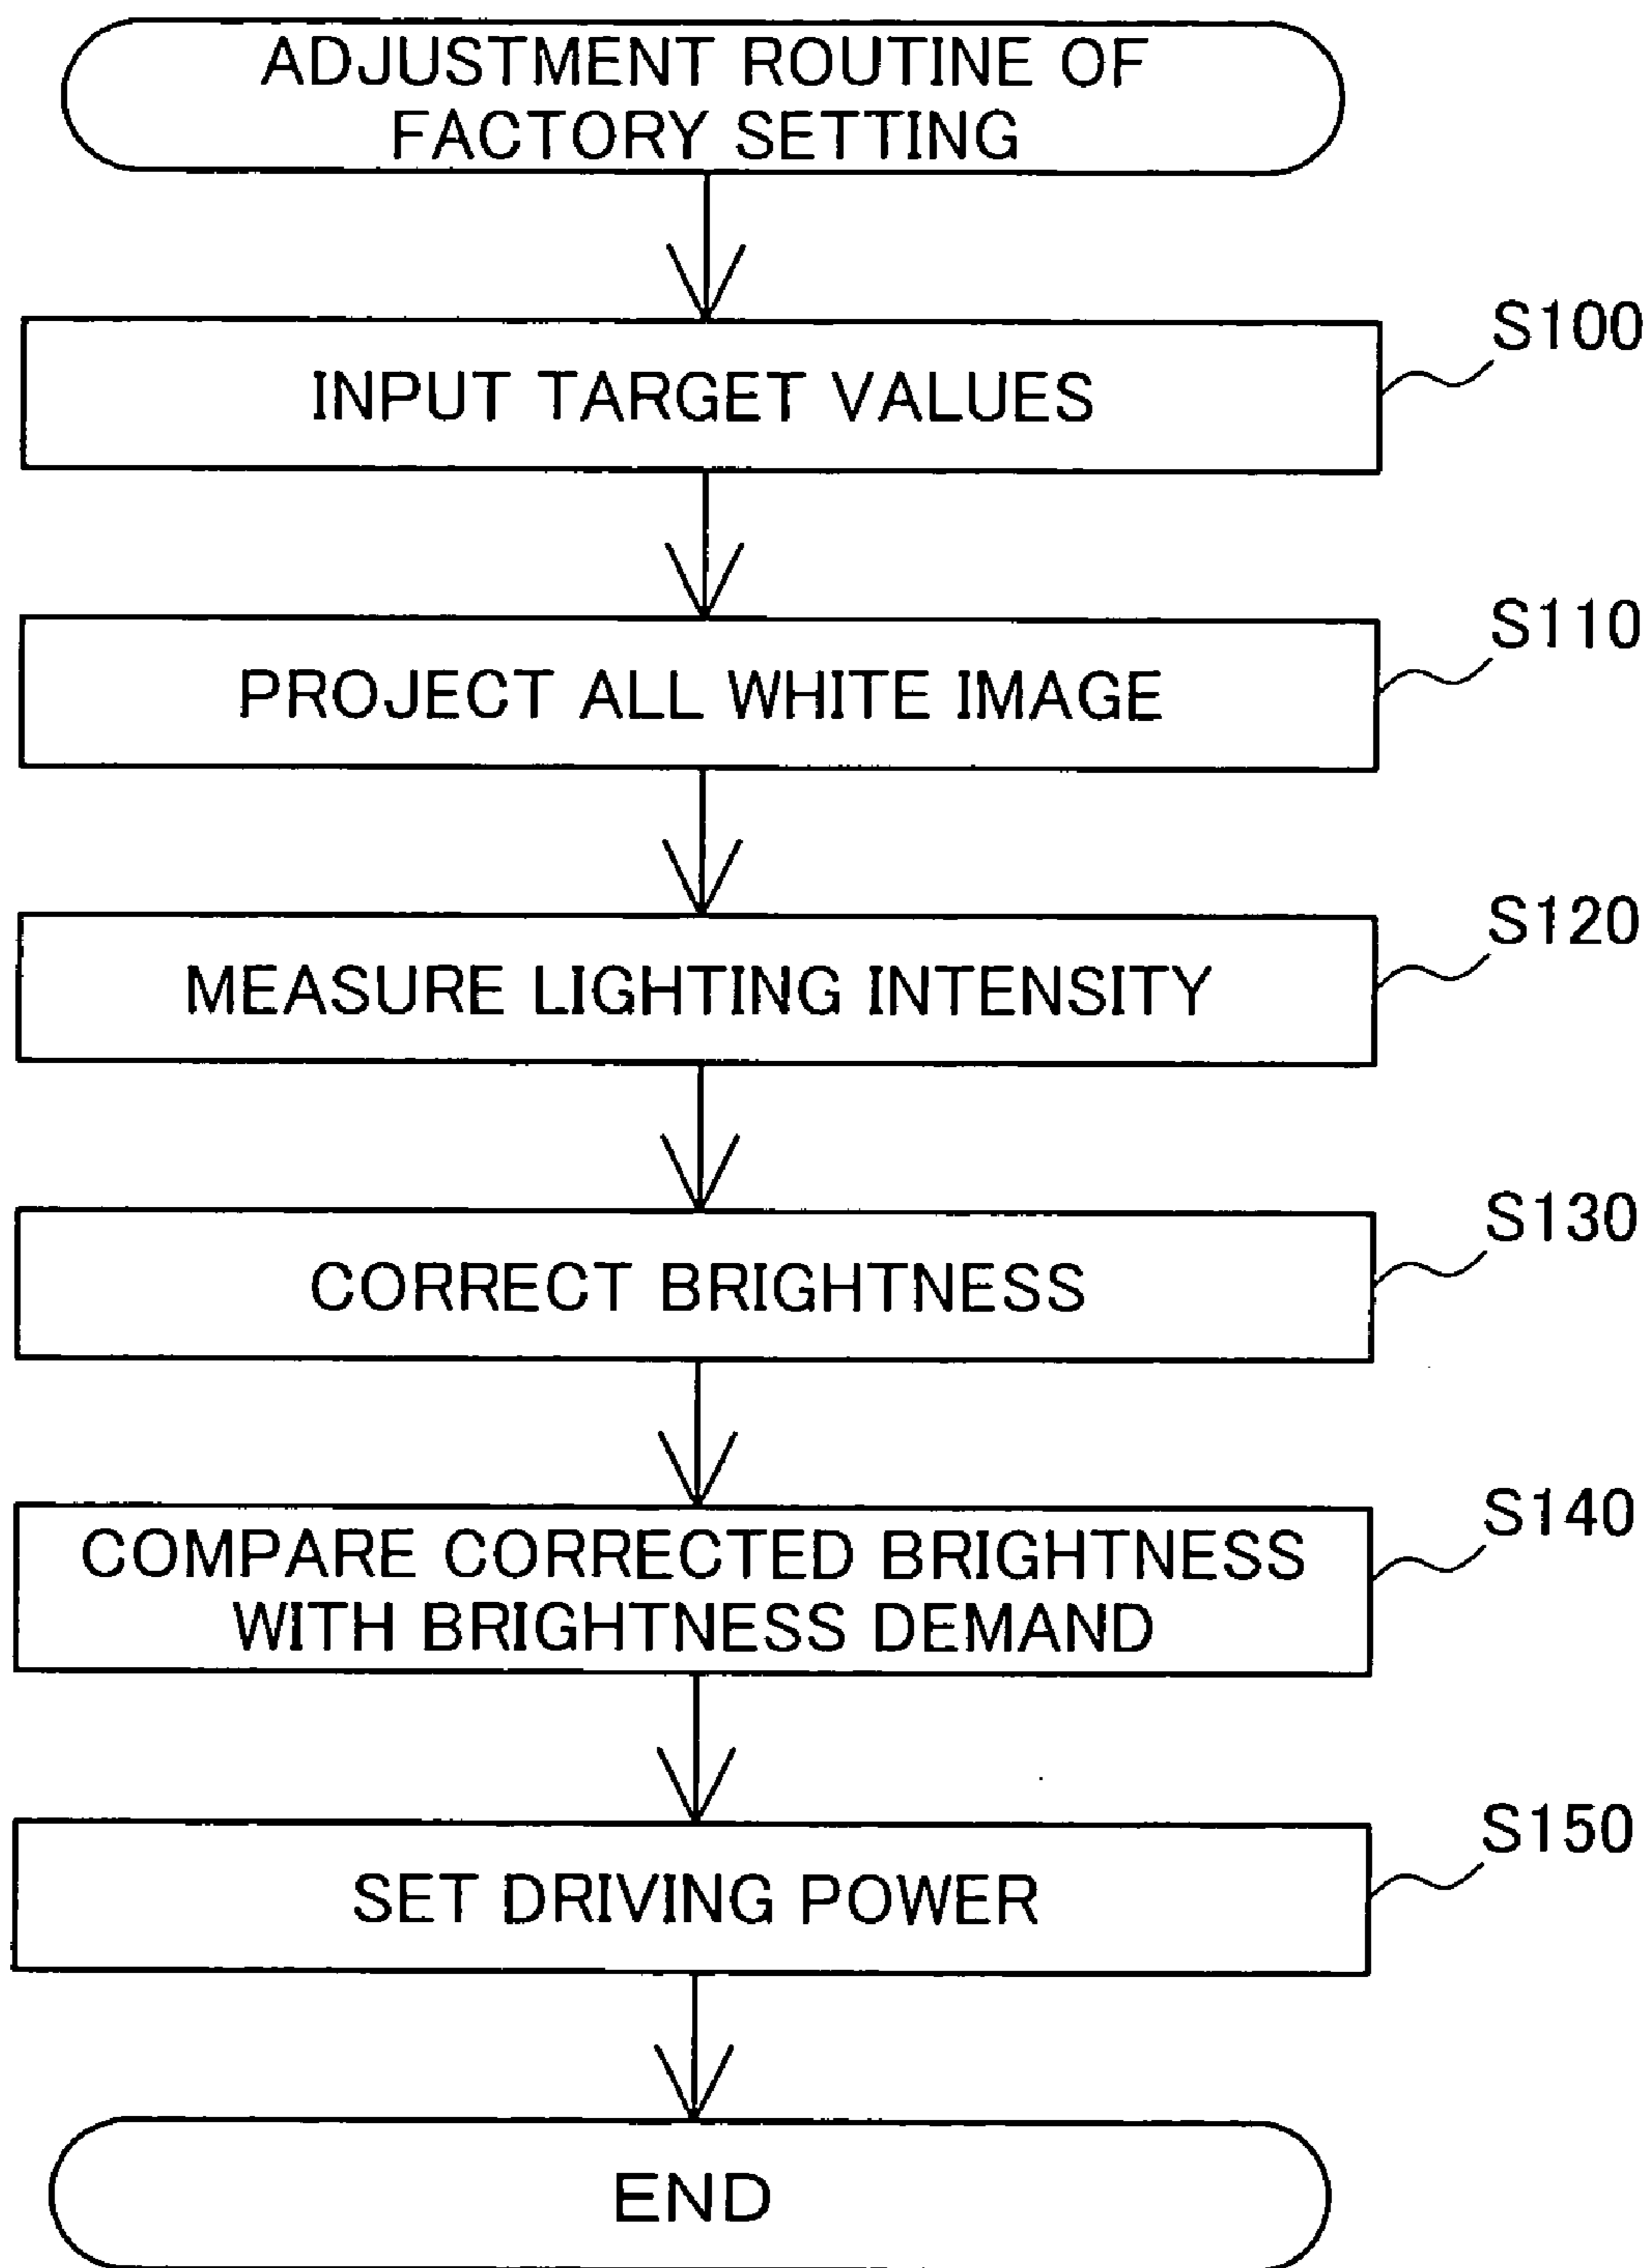 ADJUSTMENT ROUTINE OF
FACTORY SETTING
S100
INPUT TARGET VALUES
S110
PROJECT ALL WHITE IMAGE
S120
MEASURE LIGHTING INTENSITY
S130
CORRECT BRIGHTNESS
S140
COMPARE CORRECTED BRIGHTNESS
WITH BRIGHTNESS DEMAND
S150
SET DRIVING POWER
END